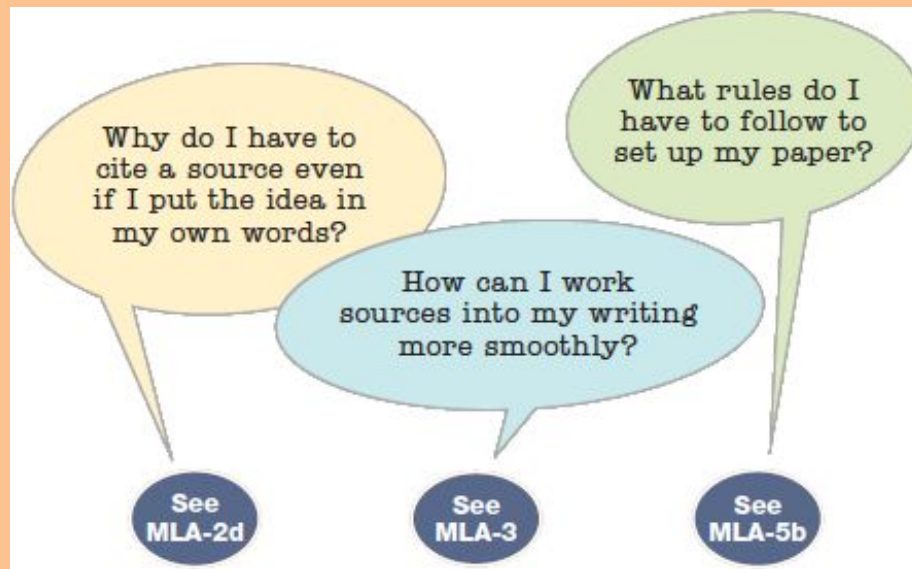 Why do I have to
cite a source even
if I put the idea in
my own words?
How can I work
sources into my writing
more smoothly?
What rules do I
have to follow to
set up my paper?
See
MLA-2d
See
MLA-3
See
MLA-5b